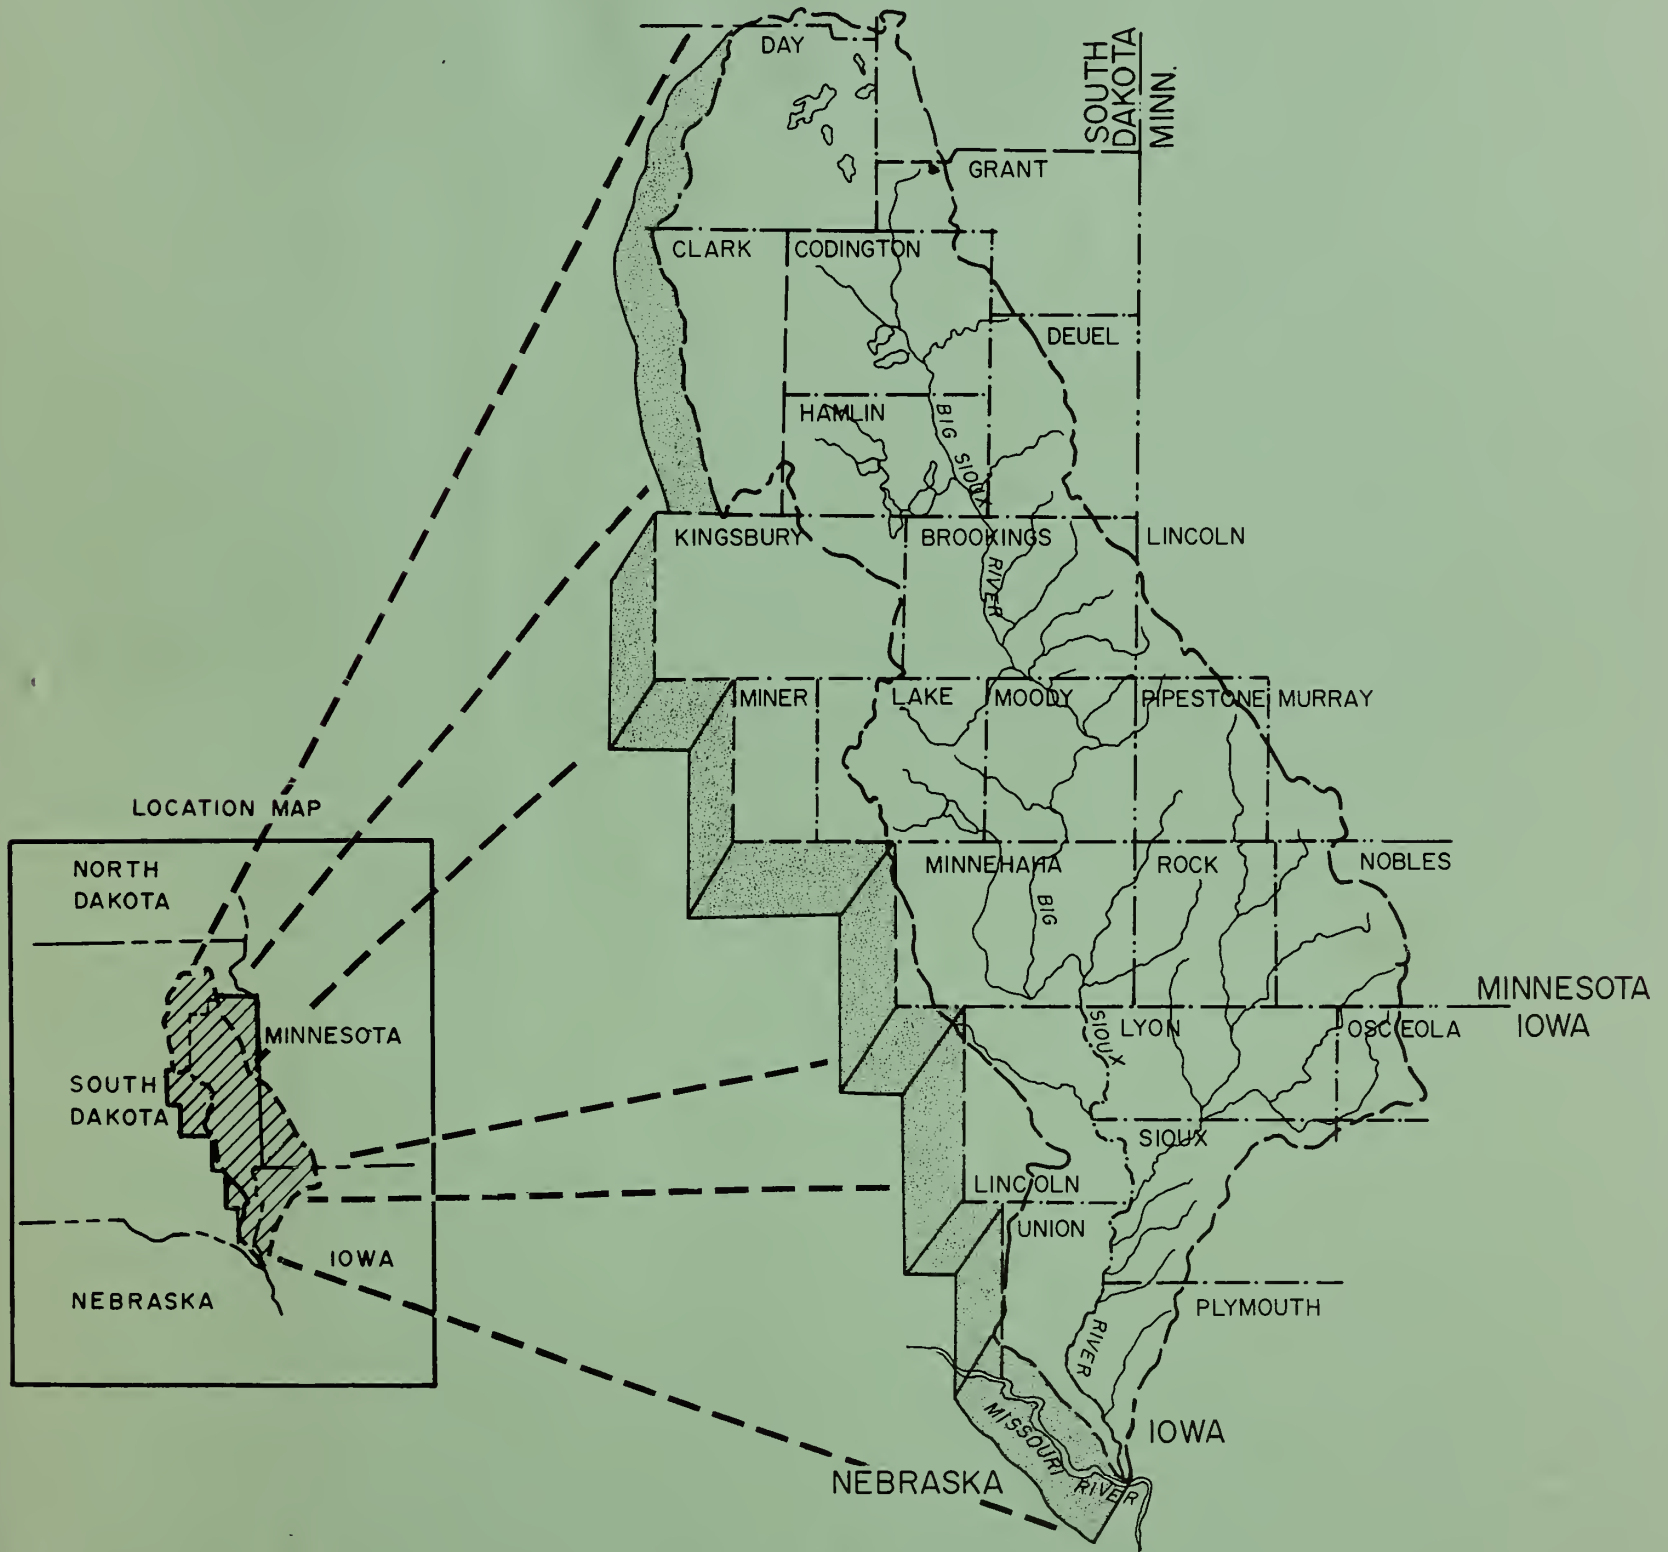 DAY
SOUTH
DAKOTA
MINN.
GRANT
CLARK
CODINGTON
DEUEL
HAMLIN
BIG
SIOUX
KINGSBURY
BROOKINGS
LINCOLN
RIVER
MINER
LAKE
MOODY
PIPESTONE
MURRAY
LOCATION MAP
NORTH
DAKOTA
MINNESOTA
SOUTH
DAKOTA
IOWA
NEBRASKA
MINNEHAHA
ROCK
NOBLES
BIG
MINNESOTA
IOWA
SIOUX
LYON
OSCEOLA
SIOUX
LINCOLN
UNION
PLYMOUTH
RIVER
IOWA
MISSOURI
RIVER
NEBRASKA